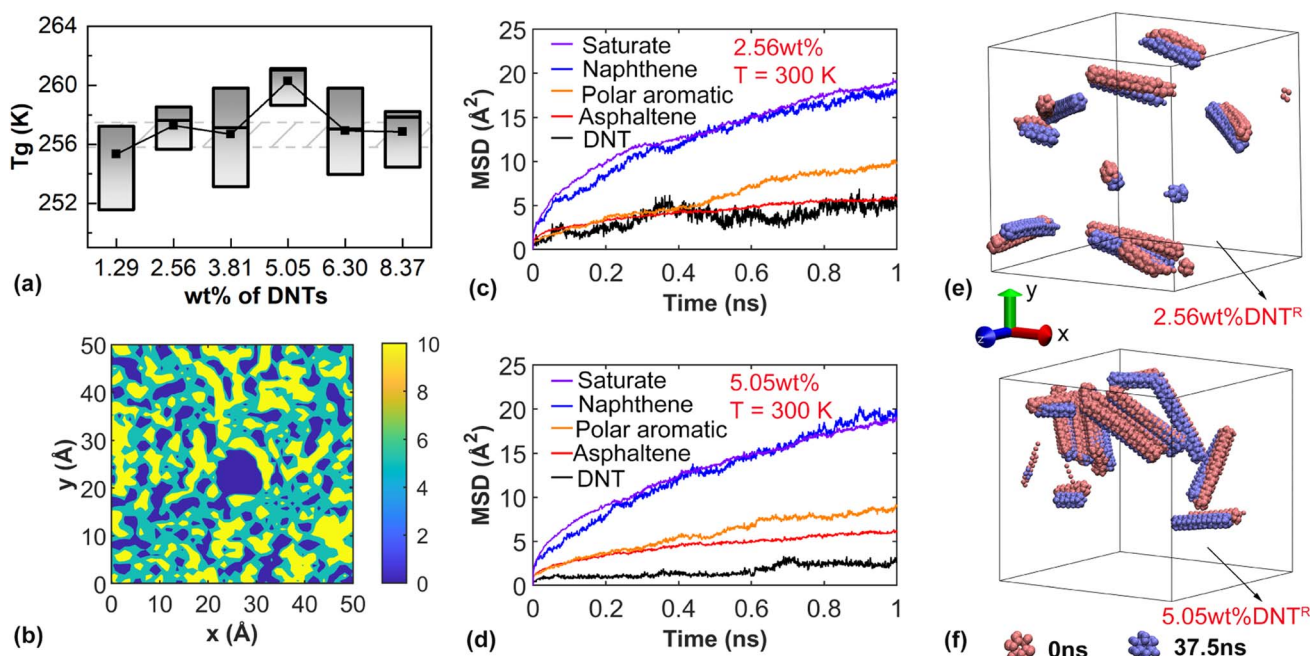 264
260
256
252
Tg (K)
1.29 2.56 3.81 5.05 6.30 8.37
wt% of DNTs
(a)
50
40
30
20
10
0
y (Å)
0 10 20 30 40 50
x (Å)
10
8
6
4
2
0
(b)
25
20
15
10
5
0
MSD (Å²)
Saturate
Naphthene
Polar aromatic
Asphaltene
DNT
2.56wt%
T = 300 K
0 0.2 0.4 0.6 0.8 1
Time (ns)
(c)
25
20
15
10
5
0
MSD (Å²)
Saturate
Naphthene
Polar aromatic
Asphaltene
DNT
5.05wt%
T = 300 K
0 0.2 0.4 0.6 0.8 1
Time (ns)
(d)
(e)
y
z
x
2.56wt%DNTᴿ
5.05wt%DNTᴿ
(f)
0ns 37.5ns